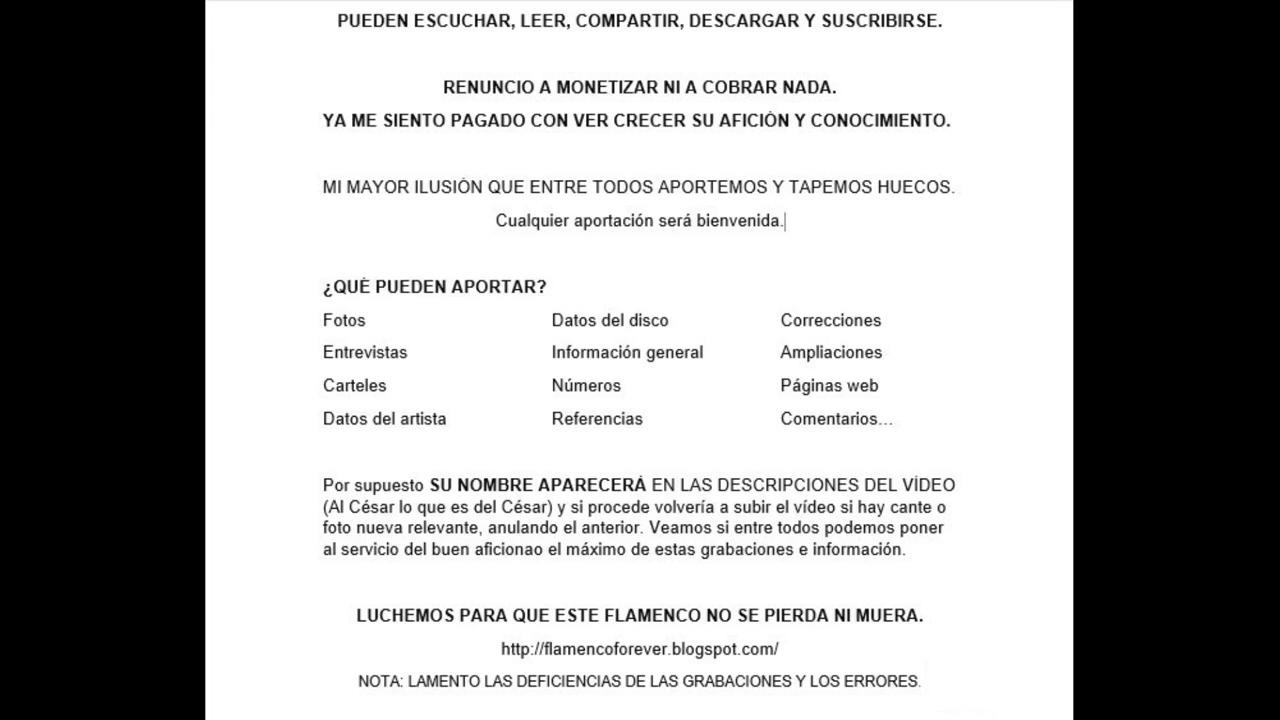 PUEDEN ESCUCHAR, LEER, COMPARTIR, DESCARGAR Y SUSCRIBIRSE.
RENUNCIO A MONETIZAR NI A COBRAR NADA.
YA ME SIENTO PAGADO CON VER CRECER SU AFICIÓN Y CONOCIMIENTO.
MI MAYOR ILUSIÓN QUE ENTRE TODOS APORTEMOS Y TAPEMOS HUECOS.
Cualquier aportación será bienvenida.
¿QUÉ PUEDEN APORTAR?
Fotos Datos del disco Correcciones
Entrevistas Información general Ampliaciones
Carteles Números Páginas web
Datos del artista Referencias Comentarios...
Por supuesto SU NOMBRE APARECERÁ EN LAS DESCRIPCIONES DEL VÍDEO
(Al César lo que es del César) y si procede volvería a subir el vídeo si hay cante o
foto nueva relevante, anulando el anterior. Veamos si entre todos podemos poner
al servicio del buen aficionao el máximo de estas grabaciones e información.
LUCHEMOS PARA QUE ESTE FLAMENCO NO SE PIERDA NI MUERA.
http://flamencoforever.blogspot.com/
NOTA: LAMENTO LAS DEFICIENCIAS DE LAS GRABACIONES Y LOS ERRORES.